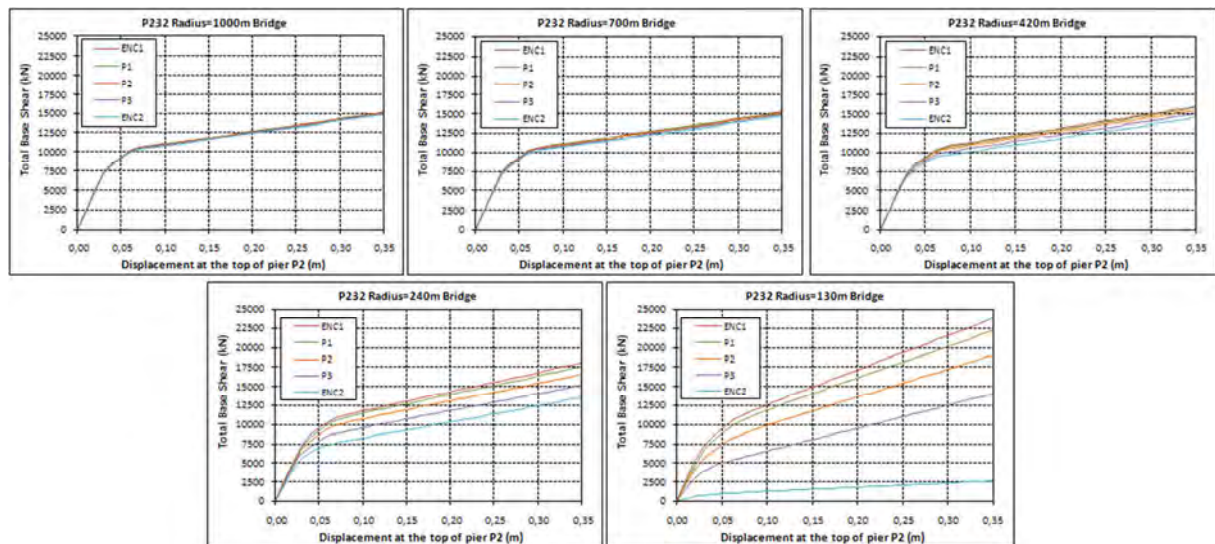 P232 Radius=1000m Bridge
25000
22500
20000
17500
15000
12500
10000
7500
5000
2500
0
Total Base Shear (kN)
ENC1
P1
P2
P3
ENC2
0,00 0,05 0,10 0,15 0,20 0,25 0,30 0,35
Displacement at the top of pier P2 (m)
P232 Radius=700m Bridge
25000
22500
20000
17500
15000
12500
10000
7500
5000
2500
0
Total Base Shear (kN)
ENC1
P1
P2
P3
ENC2
0,00 0,05 0,10 0,15 0,20 0,25 0,30 0,35
Displacement at the top of pier P2 (m)
P232 Radius=420m Bridge
25000
22500
20000
17500
15000
12500
10000
7500
5000
2500
0
Total Base Shear (kN)
ENC1
P1
P2
P3
ENC2
0,00 0,05 0,10 0,15 0,20 0,25 0,30 0,35
Displacement at the top of pier P2 (m)
P232 Radius=240m Bridge
25000
22500
20000
17500
15000
12500
10000
7500
5000
2500
0
Total Base Shear (kN)
ENC1
P1
P2
P3
ENC2
0,00 0,05 0,10 0,15 0,20 0,25 0,30 0,35
Displacement at the top of pier P2 (m)
P232 Radius=130m Bridge
25000
22500
20000
17500
15000
12500
10000
7500
5000
2500
0
Total Base Shear (kN)
ENC1
P1
P2
P3
ENC2
0,00 0,05 0,10 0,15 0,20 0,25 0,30 0,35
Displacement at the top of pier P2 (m)